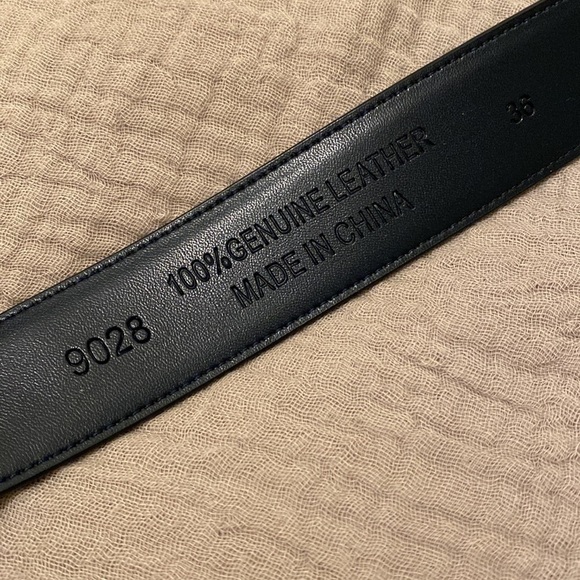 9028
100%GENUINE LEATHER
MADE IN CHINA
36